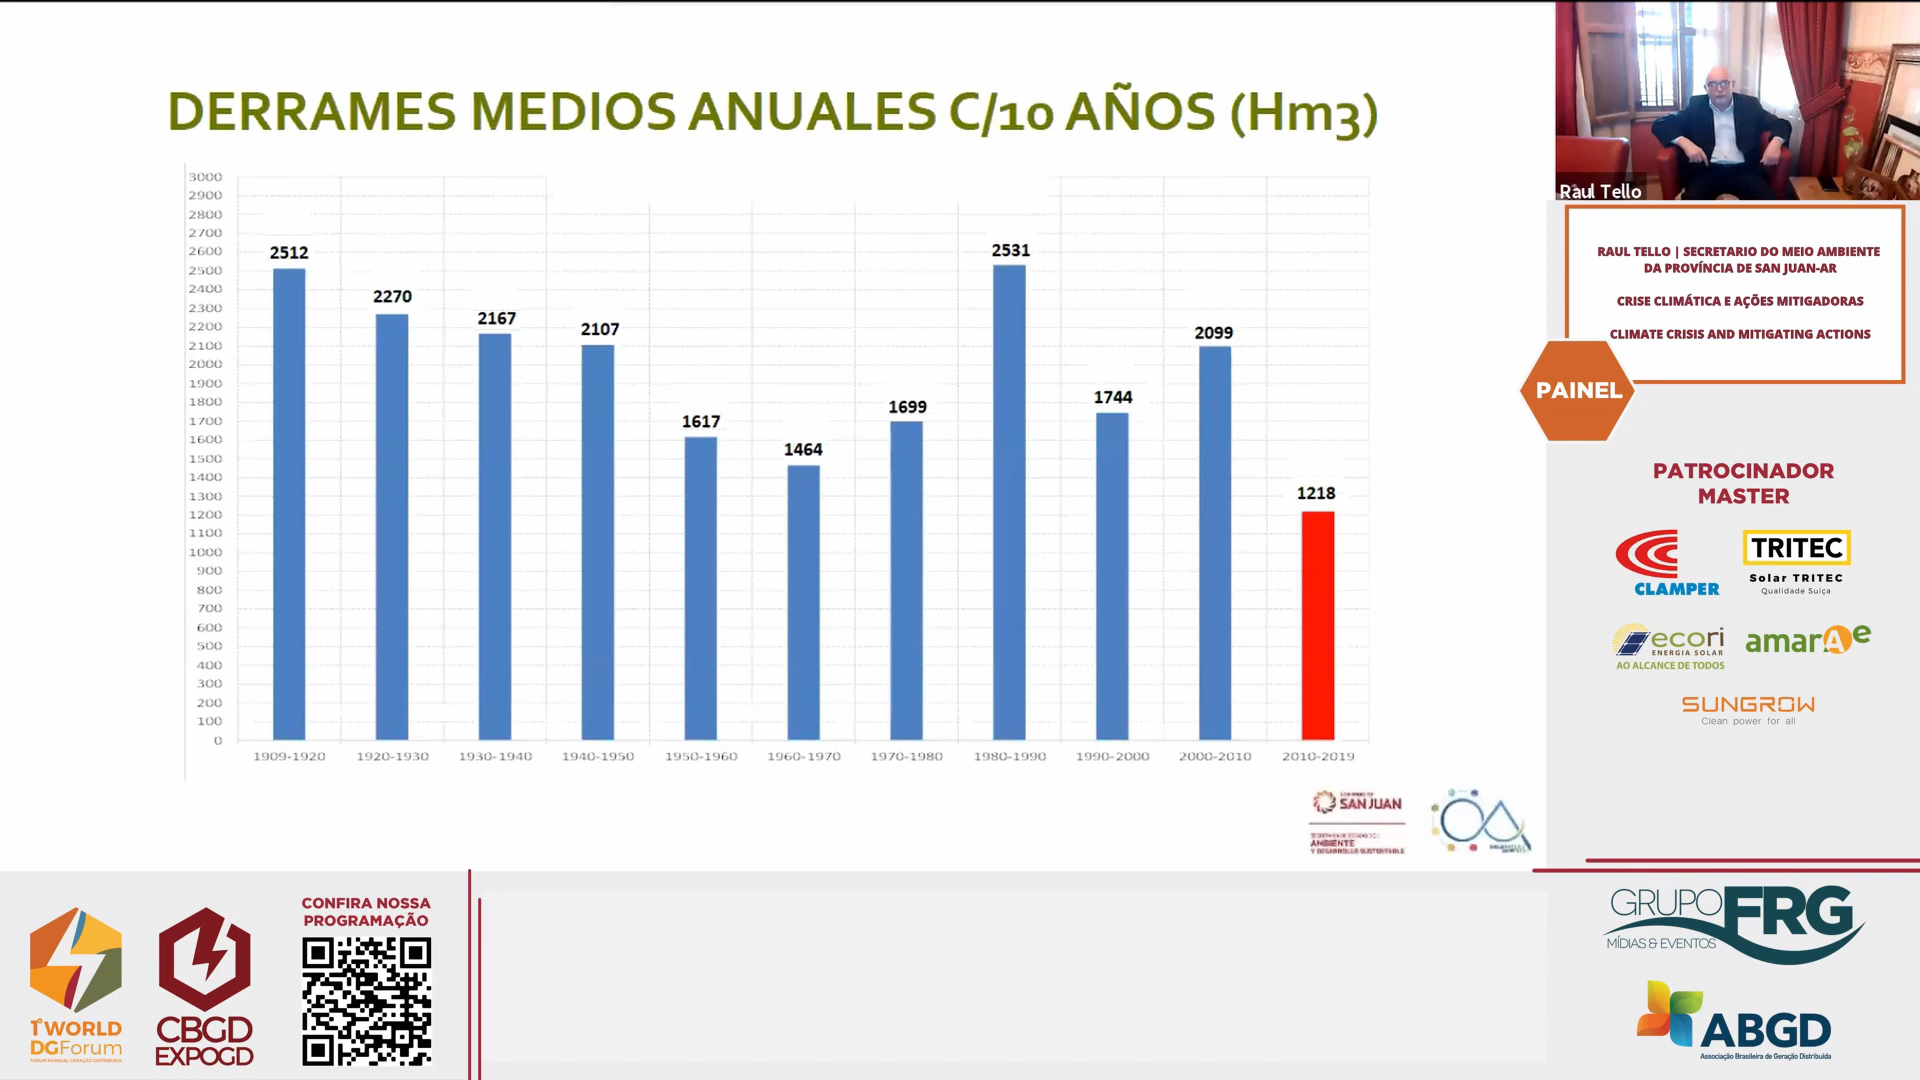 DERRAMES MEDIOS ANUALES C/10 AÑOS (Hm3)
3000
2900
2800
2700
2600
2500
2400
2300
2200
2100
2000
1900
1800
1700
1600
1500
1400
1300
1200
1100
1000
900
800
700
600
500
400
300
200
100
0
2512
2270
2167
2107
1617
1464
1699
2531
1744
2099
1218
1909-1920
1920-1930
1930-1940
1940-1950
1950-1960
1960-1970
1970-1980
1980-1990
1990-2000
2000-2010
2010-2019
SAN JUAN
AMBIENTE
Y DESARROLLO SUSTENTABLE
Raul Tello
RAUL TELLO | SECRETARIO DO MEIO AMBIENTE
DA PROVÍNCIA DE SAN JUAN-AR
CRISE CLIMÁTICA E AÇÕES MITIGADORAS
CLIMATE CRISIS AND MITIGATING ACTIONS
PAINEL
PATROCINADOR
MASTER
CLAMPER
TRITEC
Solar TRITEC
Qualidade Suíça
ecori
ENERGIA SOLAR
AO ALCANCE DE TODOS
amarAe
SUNGROW
Clean power for all
1º WORLD
DGForum
FORUM MUNDIAL GERAÇÃO DISTRIBUÍDA
CBGD
EXPOGD
CONFIRA NOSSA
PROGRAMAÇÃO
GRUPO FRG
MÍDIAS & EVENTOS
ABGD
Associação Brasileira de Geração Distribuída